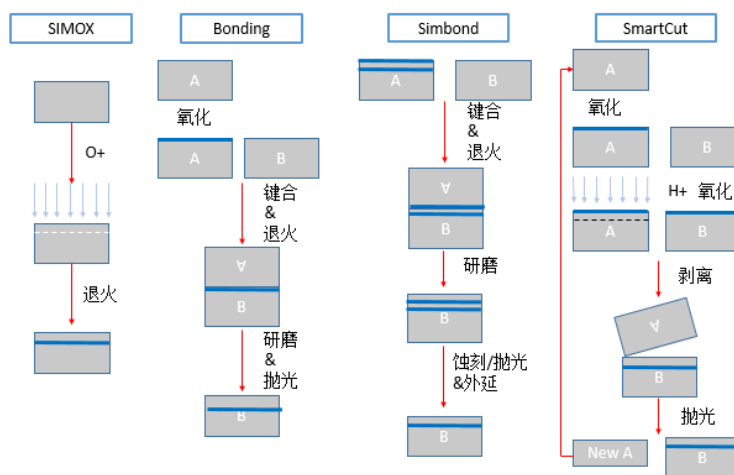 SIMOX
O+
退火
Bonding
A
氧化
A
B
键合
&
退火
A
B
研磨
&
抛光
B
Simbond
A
B
键合
&
退火
A
B
研磨
B
蚀刻/抛光
&外延
B
SmartCut
A
氧化
A
B
H+ 氧化
A
B
剥离
A
B
抛光
New A
B